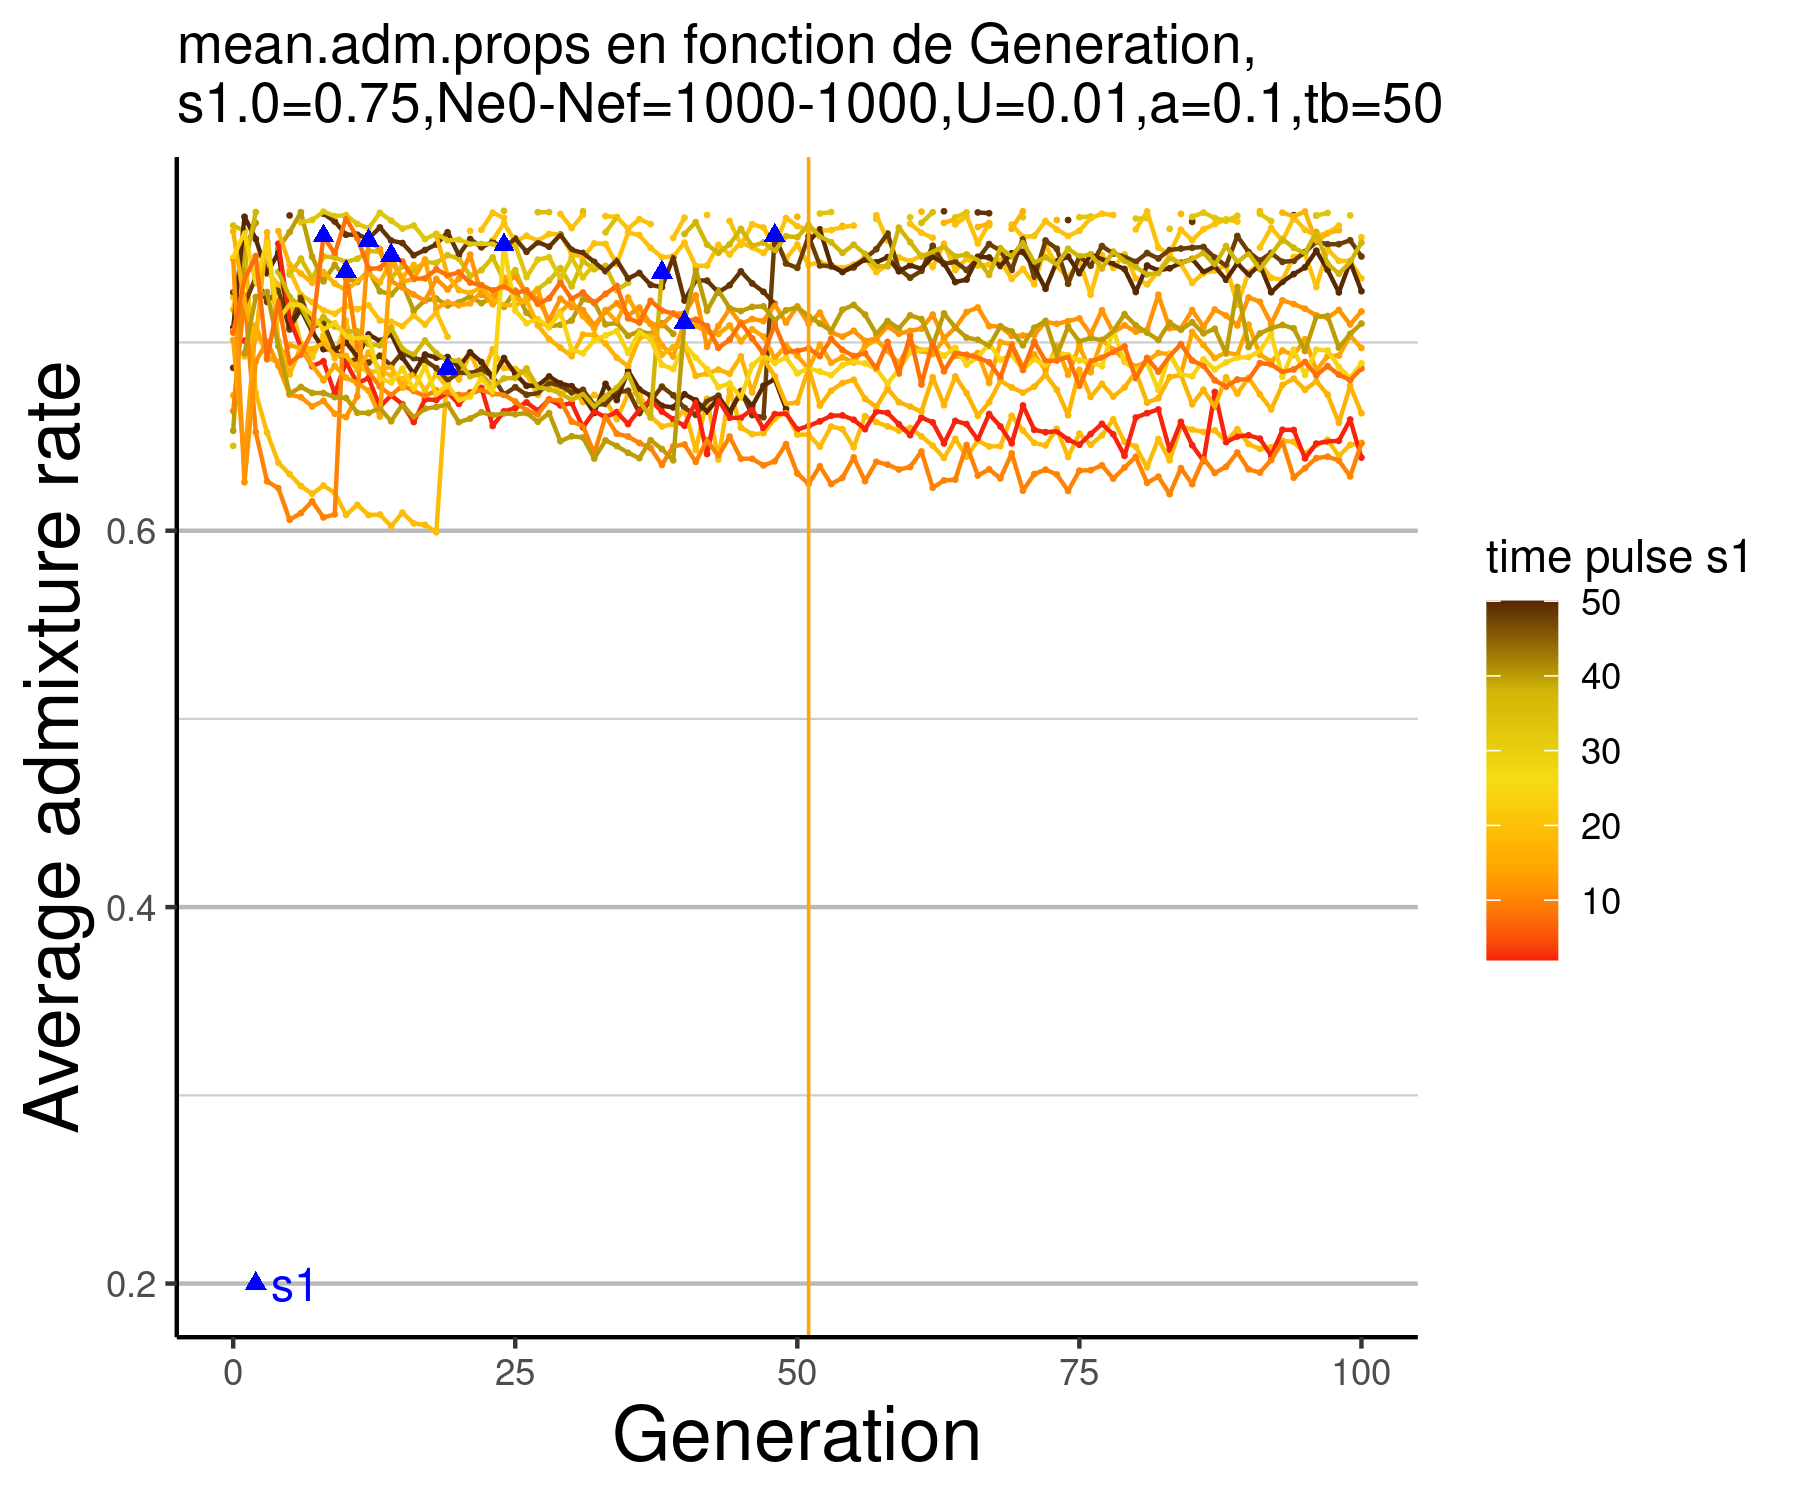 mean.adm.props en fonction de Generation,
s1.0=0.75,Ne0-Nef=1000-1000,U=0.01,a=0.1,tb=50
Average admixture rate
0.6
0.4
0.2
s1
0 25 50 75 100
Generation
time pulse s1
50
40
30
20
10